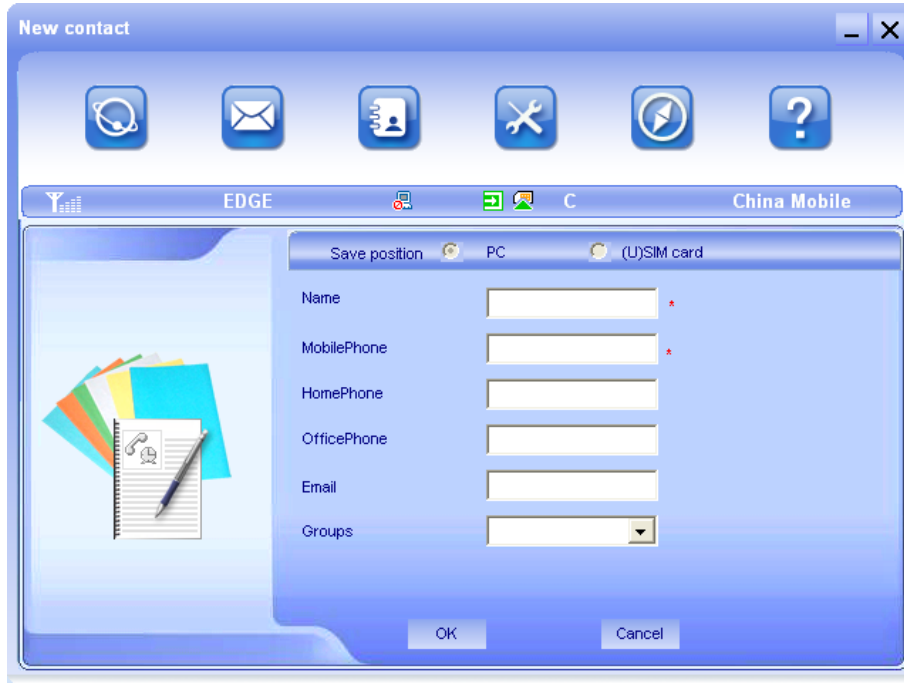 New contact
EDGE C China Mobile
Save position PC (U)SIM card
Name *
MobilePhone *
HomePhone
OfficePhone
Email
Groups
OK Cancel